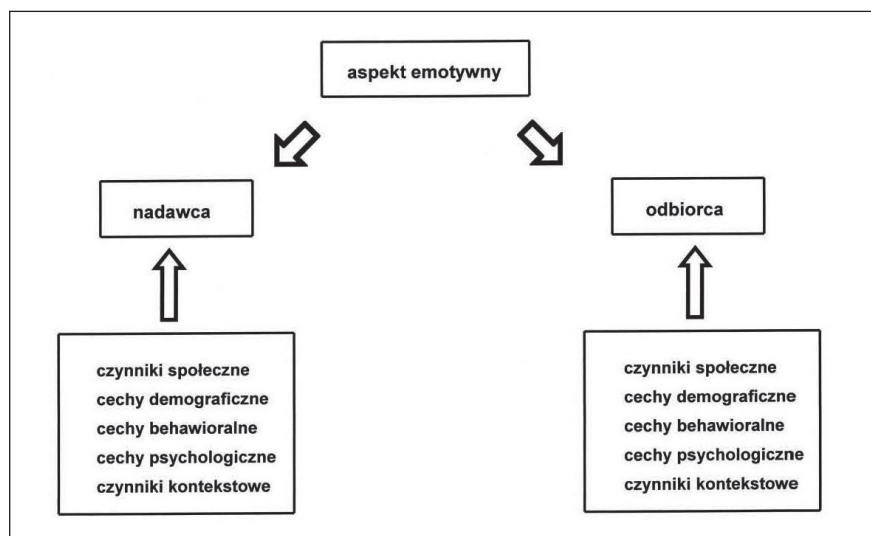 aspekt emotywny
nadawca
odbiorca
czynniki społeczne
cechy demograficzne
cechy behawioralne
cechy psychologiczne
czynniki kontekstowe
czynniki społeczne
cechy demograficzne
cechy behawioralne
cechy psychologiczne
czynniki kontekstowe